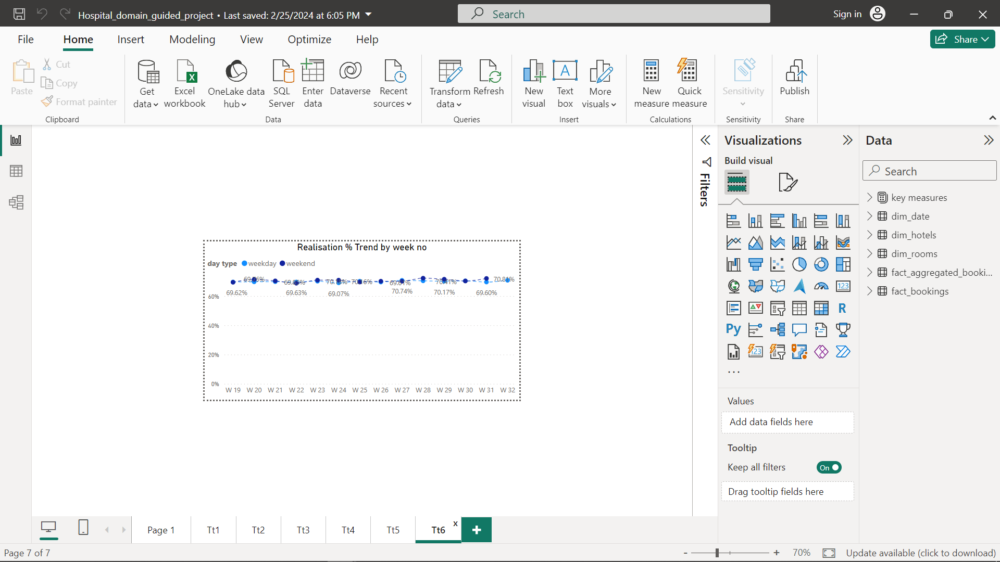 Hospital_domain_guided_project • Last saved: 2/25/2024 at 6:05 PM
Search
Sign in
File Home Insert Modeling View Optimize Help
Share
Paste
Cut
Copy
Format painter
Clipboard
Get data
Excel workbook
OneLake data hub
SQL Server
Enter data
Dataverse
Recent sources
Data
Transform data
Refresh
Queries
New visual
Text box
More visuals
Insert
New measure
Quick measure
Calculations
Sensitivity
Sensitivity
Publish
Share
Realisation % Trend by week no
day type weekday weekend
70.16% 70.41% 70.81%
69.62% 69.63% 69.07% 70.74% 70.17% 69.60%
60%
40%
20%
0%
W 19 W 20 W 21 W 22 W 23 W 24 W 25 W 26 W 27 W 28 W 29 W 30 W 31 W 32
Filters
Visualizations
Build visual
123
R
Py
123
...
Values
Add data fields here
Tooltip
Keep all filters
On
Drag tooltip fields here
Data
Search
key measures
dim_date
dim_hotels
dim_rooms
fact_aggregated_booki...
fact_bookings
Page 1 Tt1 Tt2 Tt3 Tt4 Tt5 Tt6 x +
Page 7 of 7
- + 70%
Update available (click to download)